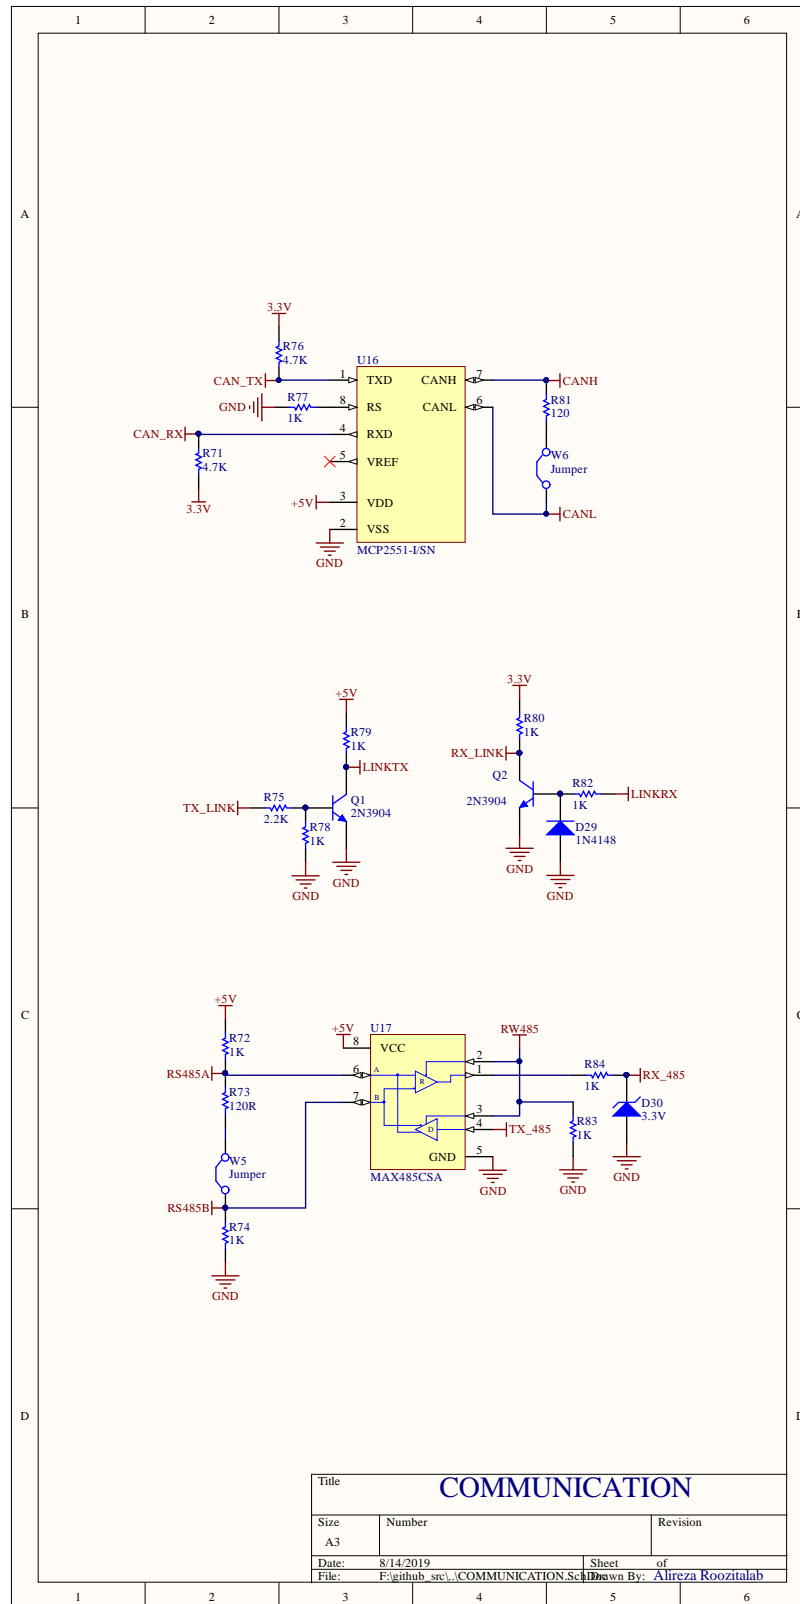 1 2 3 4 5 6
A
3.3V
R76
4.7K
U16
CAN_TX
1
TXD
CANH
7
CANH
R77
GND
1K
8
RS
CANL
6
R81
120
CAN_RX
4
RXD
R71
4.7K
5
VREF
W6
Jumper
3.3V
+5V
3
VDD
CANL
2
VSS
GND
MCP2551-I/SN
B
+5V
R79
1K
LINKTX
3.3V
R80
1K
RX_LINK
Q2
R82
LINKRX
TX_LINK
R75
2.2K
Q1
2N3904
2N3904
1K
R78
1K
D29
1N4148
GND
GND
GND
GND
C
+5V
+5V
U17
RW485
R72
1K
8
VCC
2
R84
RS485A
6
A
R
1
RX_485
1K
R73
120R
7
B
3
D30
3.3V
R83
1K
D
4
TX_485
W5
Jumper
GND
5
GND
GND
GND
MAX485CSA
RS485B
R74
1K
GND
D
Title
COMMUNICATION
Size
Number
Revision
A3
Date:
8/14/2019
Sheet of
File:
F:\github_src\..\COMMUNICATION.SchDoc
Drawn By:
Alireza Roozitalab
1 2 3 4 5 6